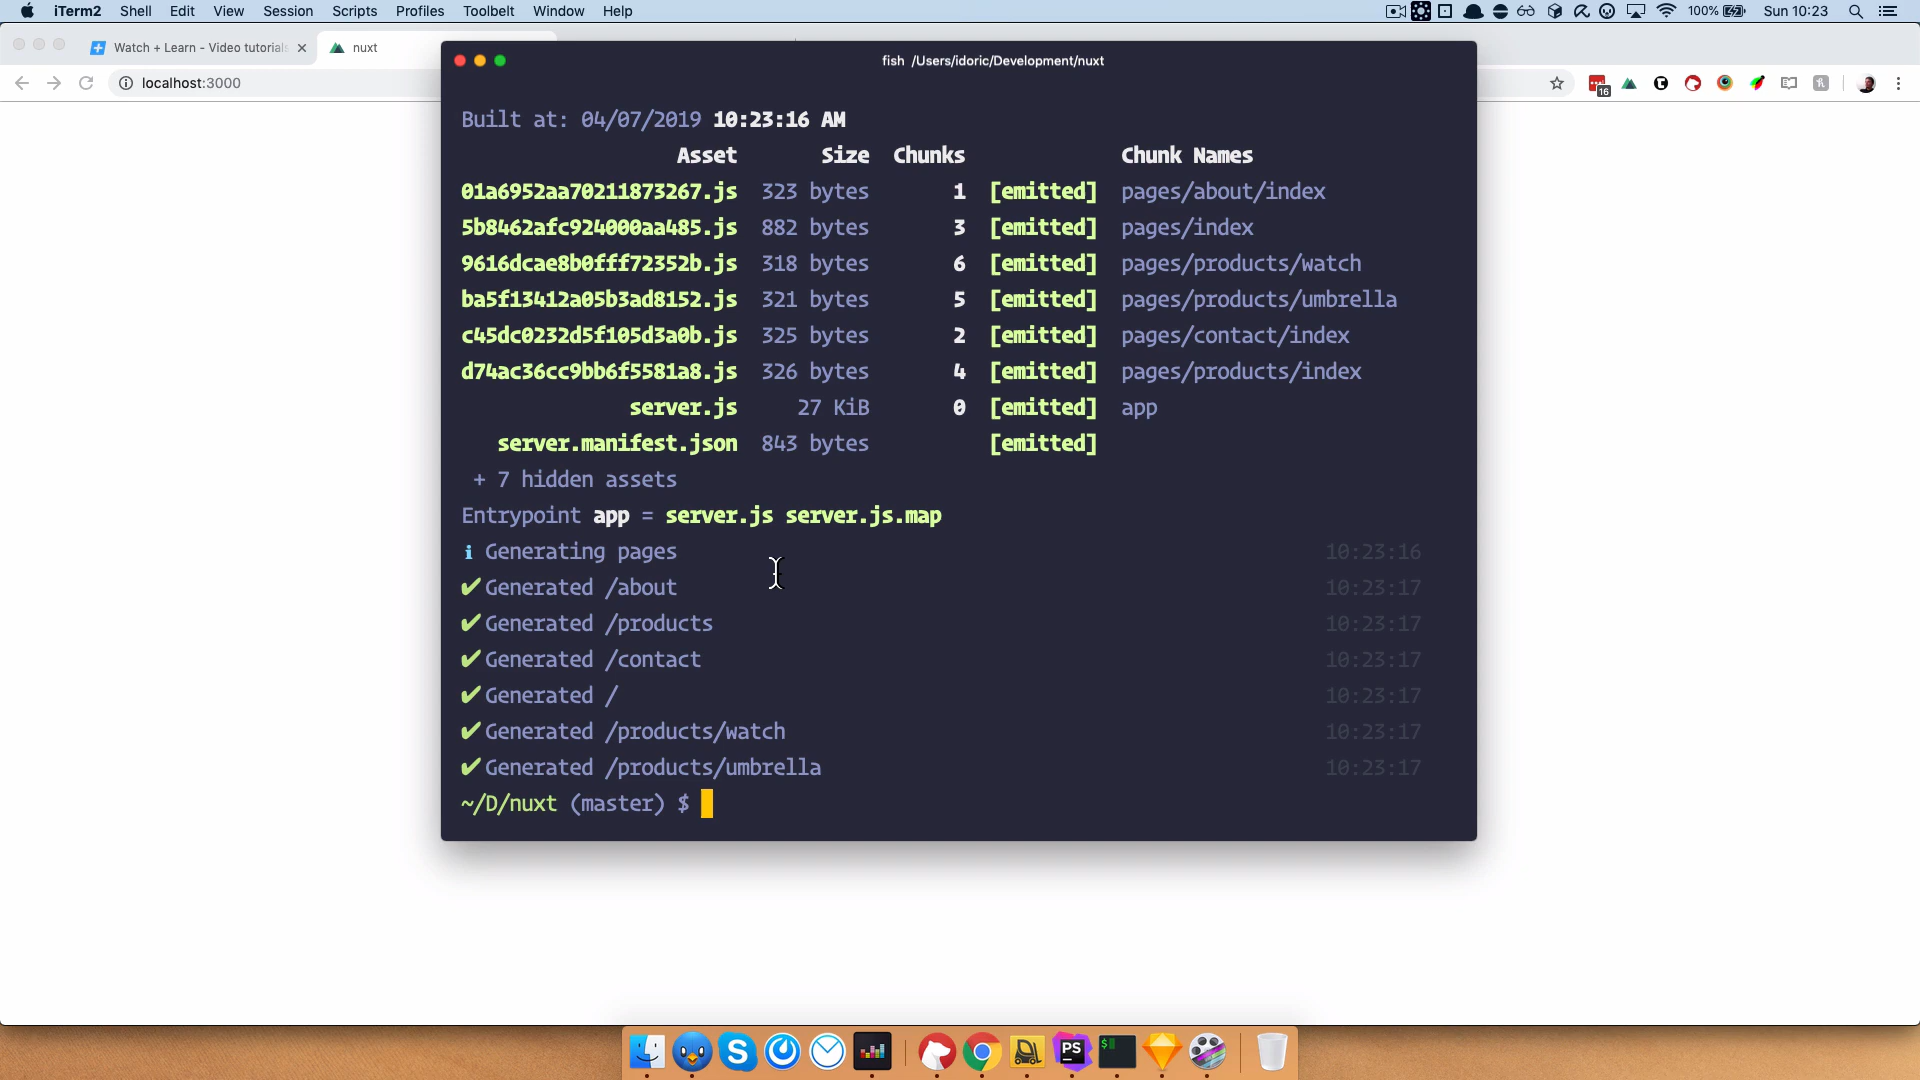 iTerm2 Shell Edit View Session Scripts Profiles Toolbelt Window Help 100% Sun 10:23
Watch + Learn - Video tutorials
nuxt
localhost:3000
16
fish /Users/idoric/Development/nuxt
Built at: 04/07/2019 10:23:16 AM
Asset Size Chunks Chunk Names
01a6952aa70211873267.js 323 bytes 1 [emitted] pages/about/index
5b8462afc924000aa485.js 882 bytes 3 [emitted] pages/index
9616dcae8b0fff72352b.js 318 bytes 6 [emitted] pages/products/watch
ba5f13412a05b3ad8152.js 321 bytes 5 [emitted] pages/products/umbrella
c45dc0232d5f105d3a0b.js 325 bytes 2 [emitted] pages/contact/index
d74ac36cc9bb6f5581a8.js 326 bytes 4 [emitted] pages/products/index
server.js 27 KiB 0 [emitted] app
server.manifest.json 843 bytes [emitted]
+ 7 hidden assets
Entrypoint app = server.js server.js.map
ℹ Generating pages 10:23:16
✔ Generated /about 10:23:17
✔ Generated /products 10:23:17
✔ Generated /contact 10:23:17
✔ Generated / 10:23:17
✔ Generated /products/watch 10:23:17
✔ Generated /products/umbrella 10:23:17
~/D/nuxt (master) $
PS